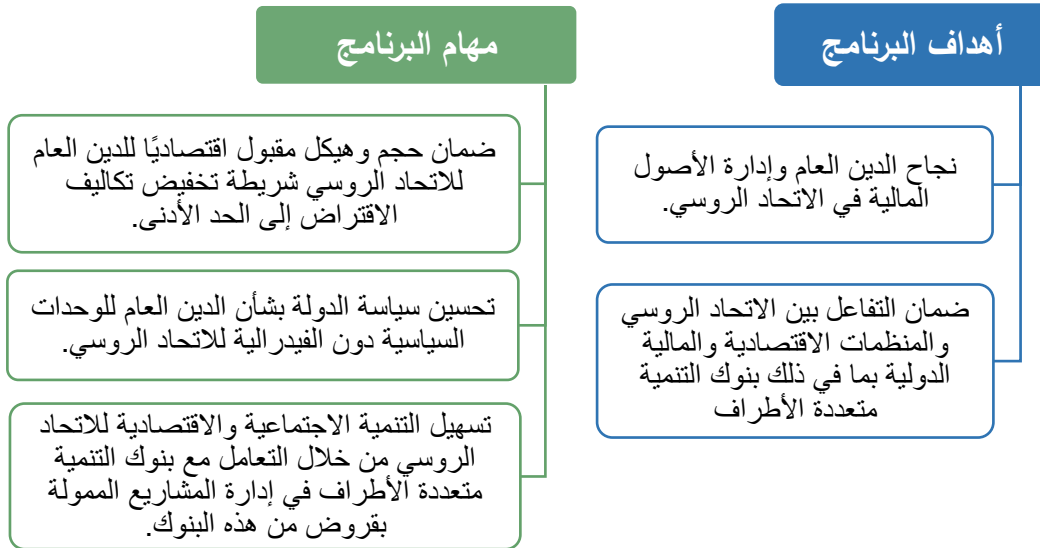 أهداف البرنامج
نجاح الدين العام وإدارة الأصول
المالية في الاتحاد الروسي.
ضمان التفاعل بين الاتحاد الروسي
والمنظمات الاقتصادية والمالية
الدولية بما في ذلك بنوك التنمية
متعددة الأطراف
مهام البرنامج
ضمان حجم وهيكل مقبول اقتصاديًا للدين العام
للاتحاد الروسي شريطة تخفيض تكاليف
الاقتراض إلى الحد الأدنى.
تحسين سياسة الدولة بشأن الدين العام للوحدات
السياسية دون الفيدرالية للاتحاد الروسي.
تسهيل التنمية الاجتماعية والاقتصادية للاتحاد
الروسي من خلال التعامل مع بنوك التنمية
متعددة الأطراف في إدارة المشاريع الممولة
بقروض من هذه البنوك.